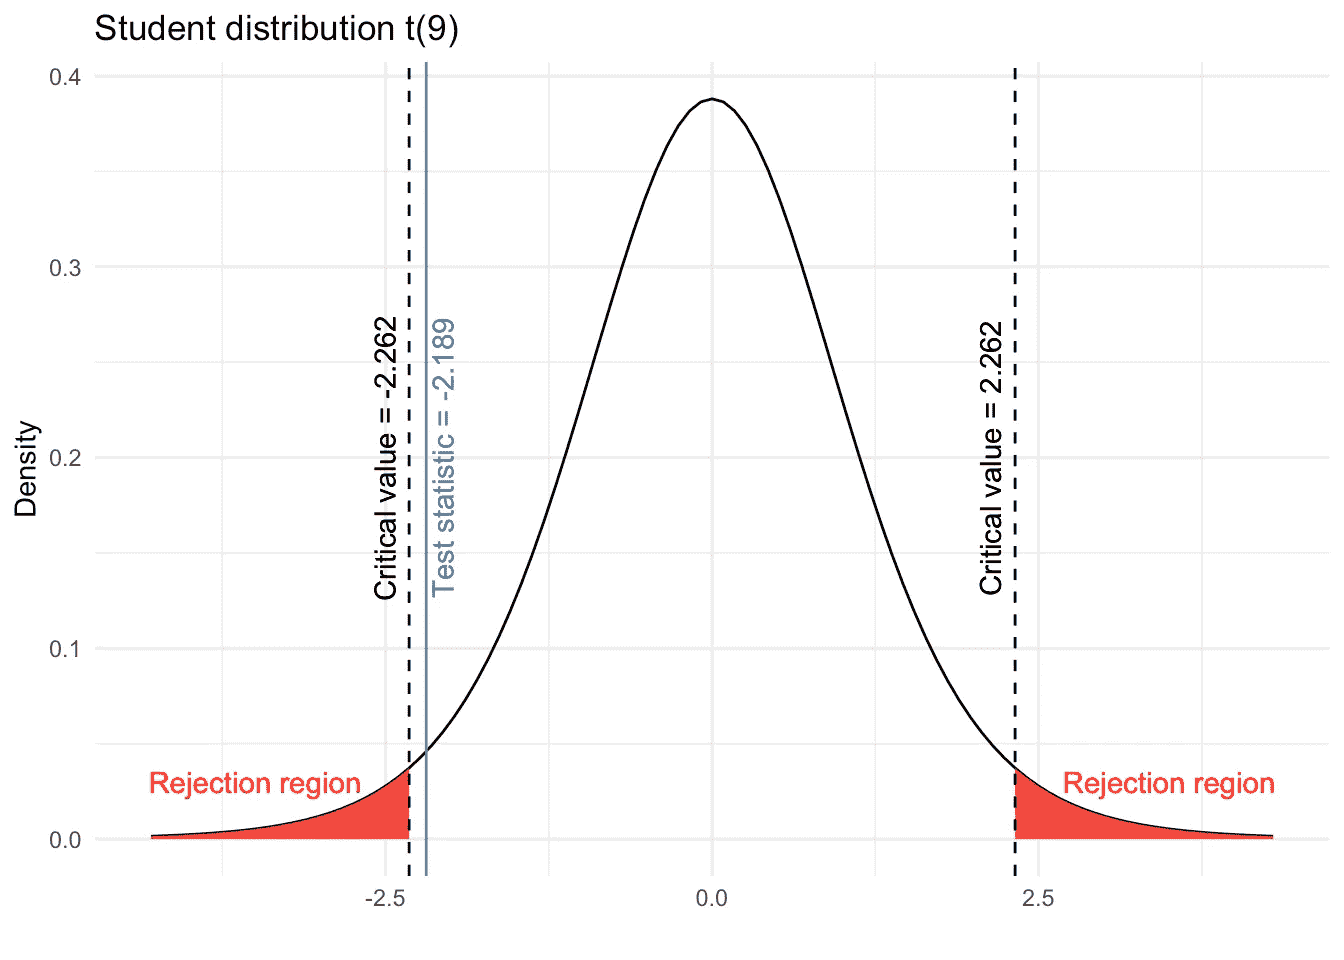 Student distribution t(9)
Density
0.4
0.3
0.2
0.1
0.0
Critical value = -2.262
Test statistic = -2.189
Critical value = 2.262
Rejection region
Rejection region
-2.5
0.0
2.5